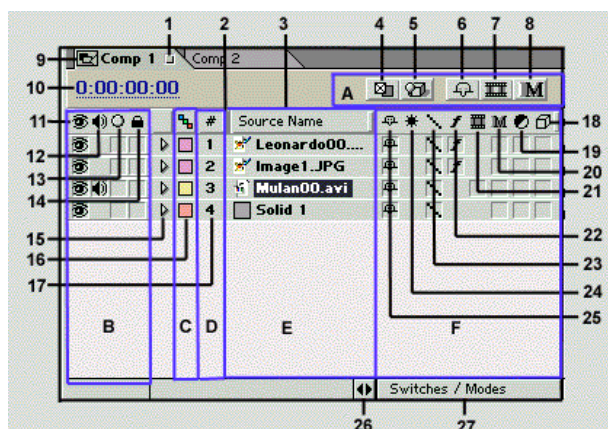 1 2 3 4 5 6 7 8
9 Comp 1 Comp 2
10 0:00:00:00 A M
11 # Source Name M 18
12 1 Leonardo00.... 19
13 2 Image1.JPG 20
14 3 Mulan00.avi 21
15 4 Solid 1 22
16 23
17 24
B C D E F 25
Switches / Modes
26 27